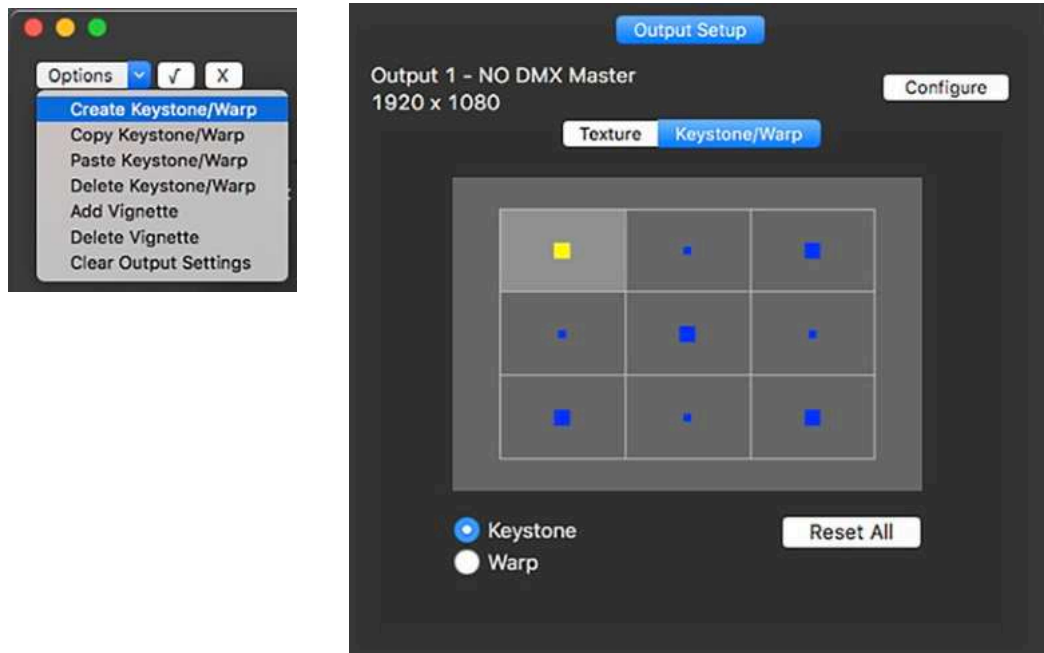 Options √ X
Create Keystone/Warp
Copy Keystone/Warp
Paste Keystone/Warp
Delete Keystone/Warp
Add Vignette
Delete Vignette
Clear Output Settings
Output Setup
Output 1 - NO DMX Master
1920 x 1080
Configure
Texture Keystone/Warp
Keystone
Warp
Reset All